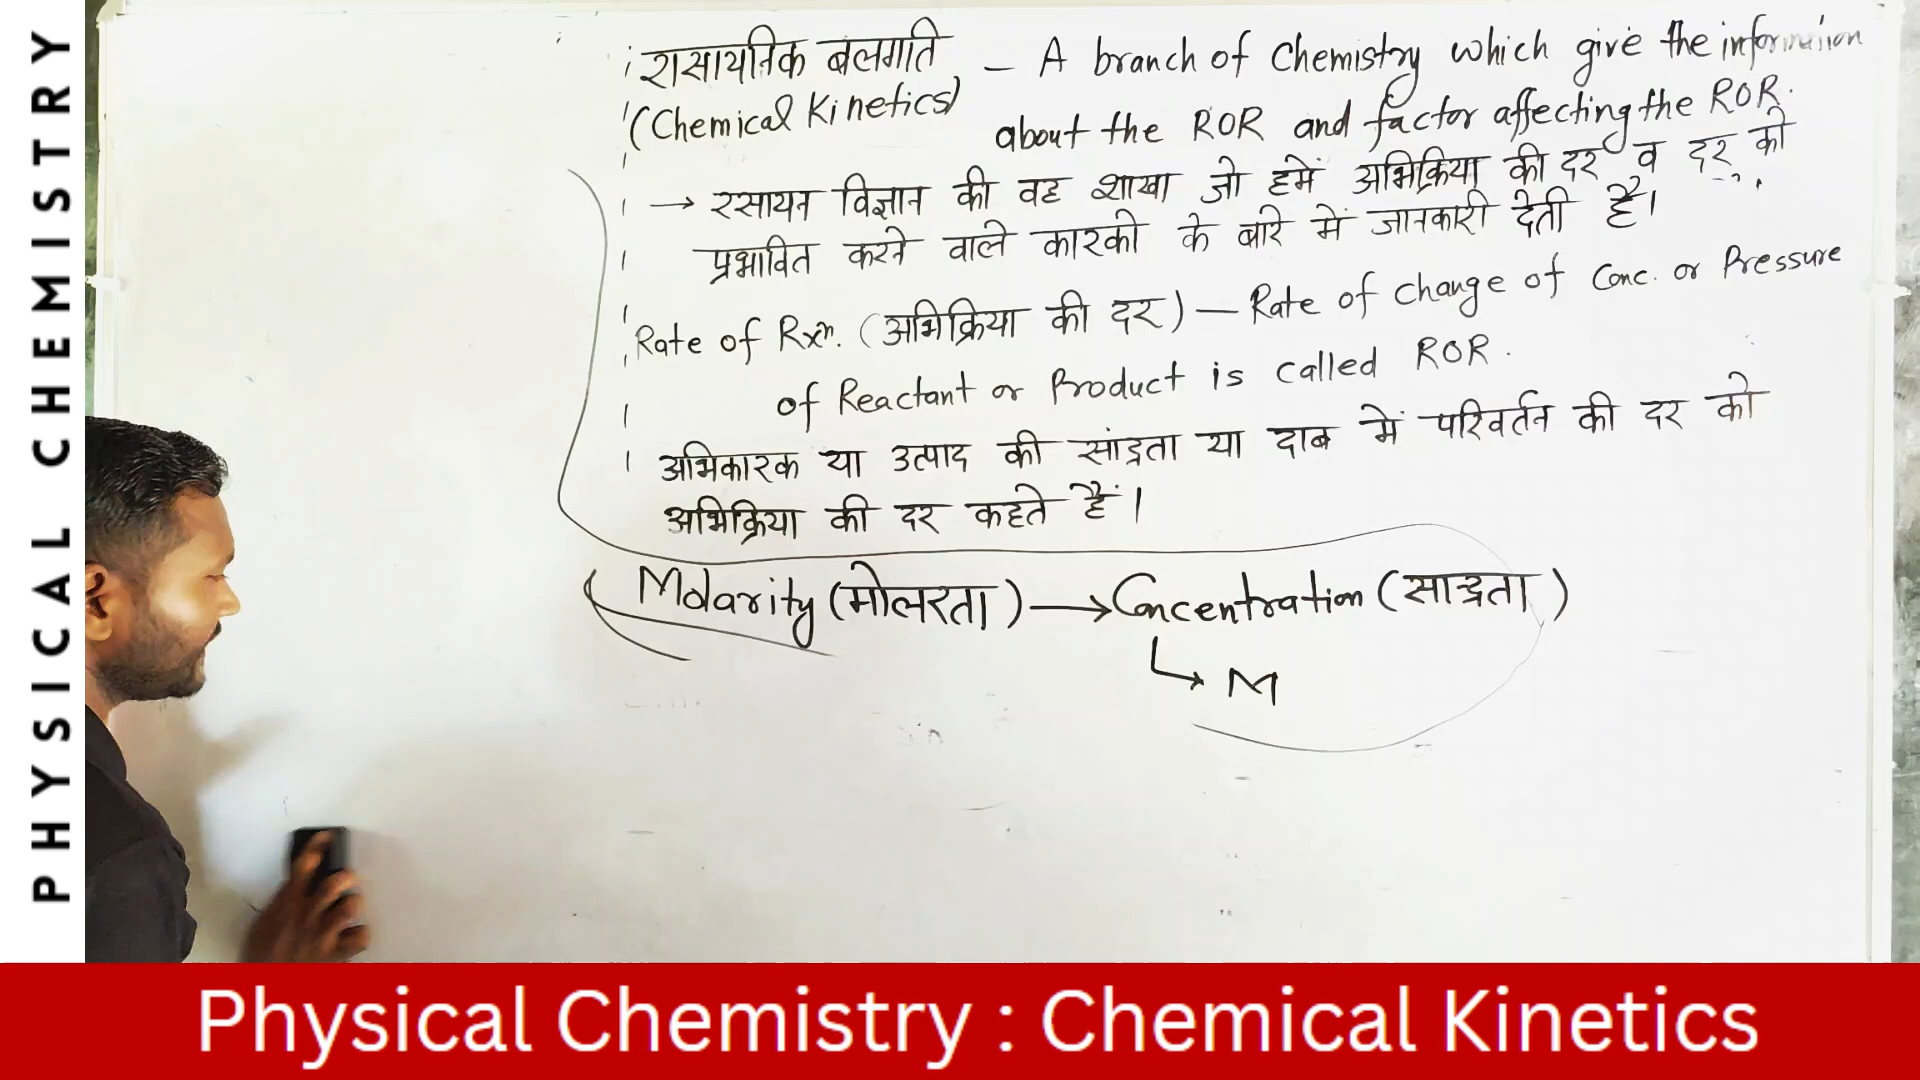 PHYSICAL CHEMISTRY
रासायनिक बलगति
(Chemical Kinetics)
– A branch of Chemistry which give the information
about the ROR and factor affecting the ROR.
→ रसायन विज्ञान की वह शाखा जो हमें अभिक्रिया की दर व दर को
प्रभावित करने वाले कारको के बारे में जानकारी देती है।
Rate of Rxⁿ. (अभिक्रिया की दर) – Rate of change of Conc. or Pressure
of Reactant or Product is called ROR.
अभिकारक या उत्पाद की सांद्रता या दाब में परिवर्तन की दर को
अभिक्रिया की दर कहते हैं।
Molarity (मोलरता) → Concentration (सान्द्रता)
↳ M
Physical Chemistry : Chemical Kinetics